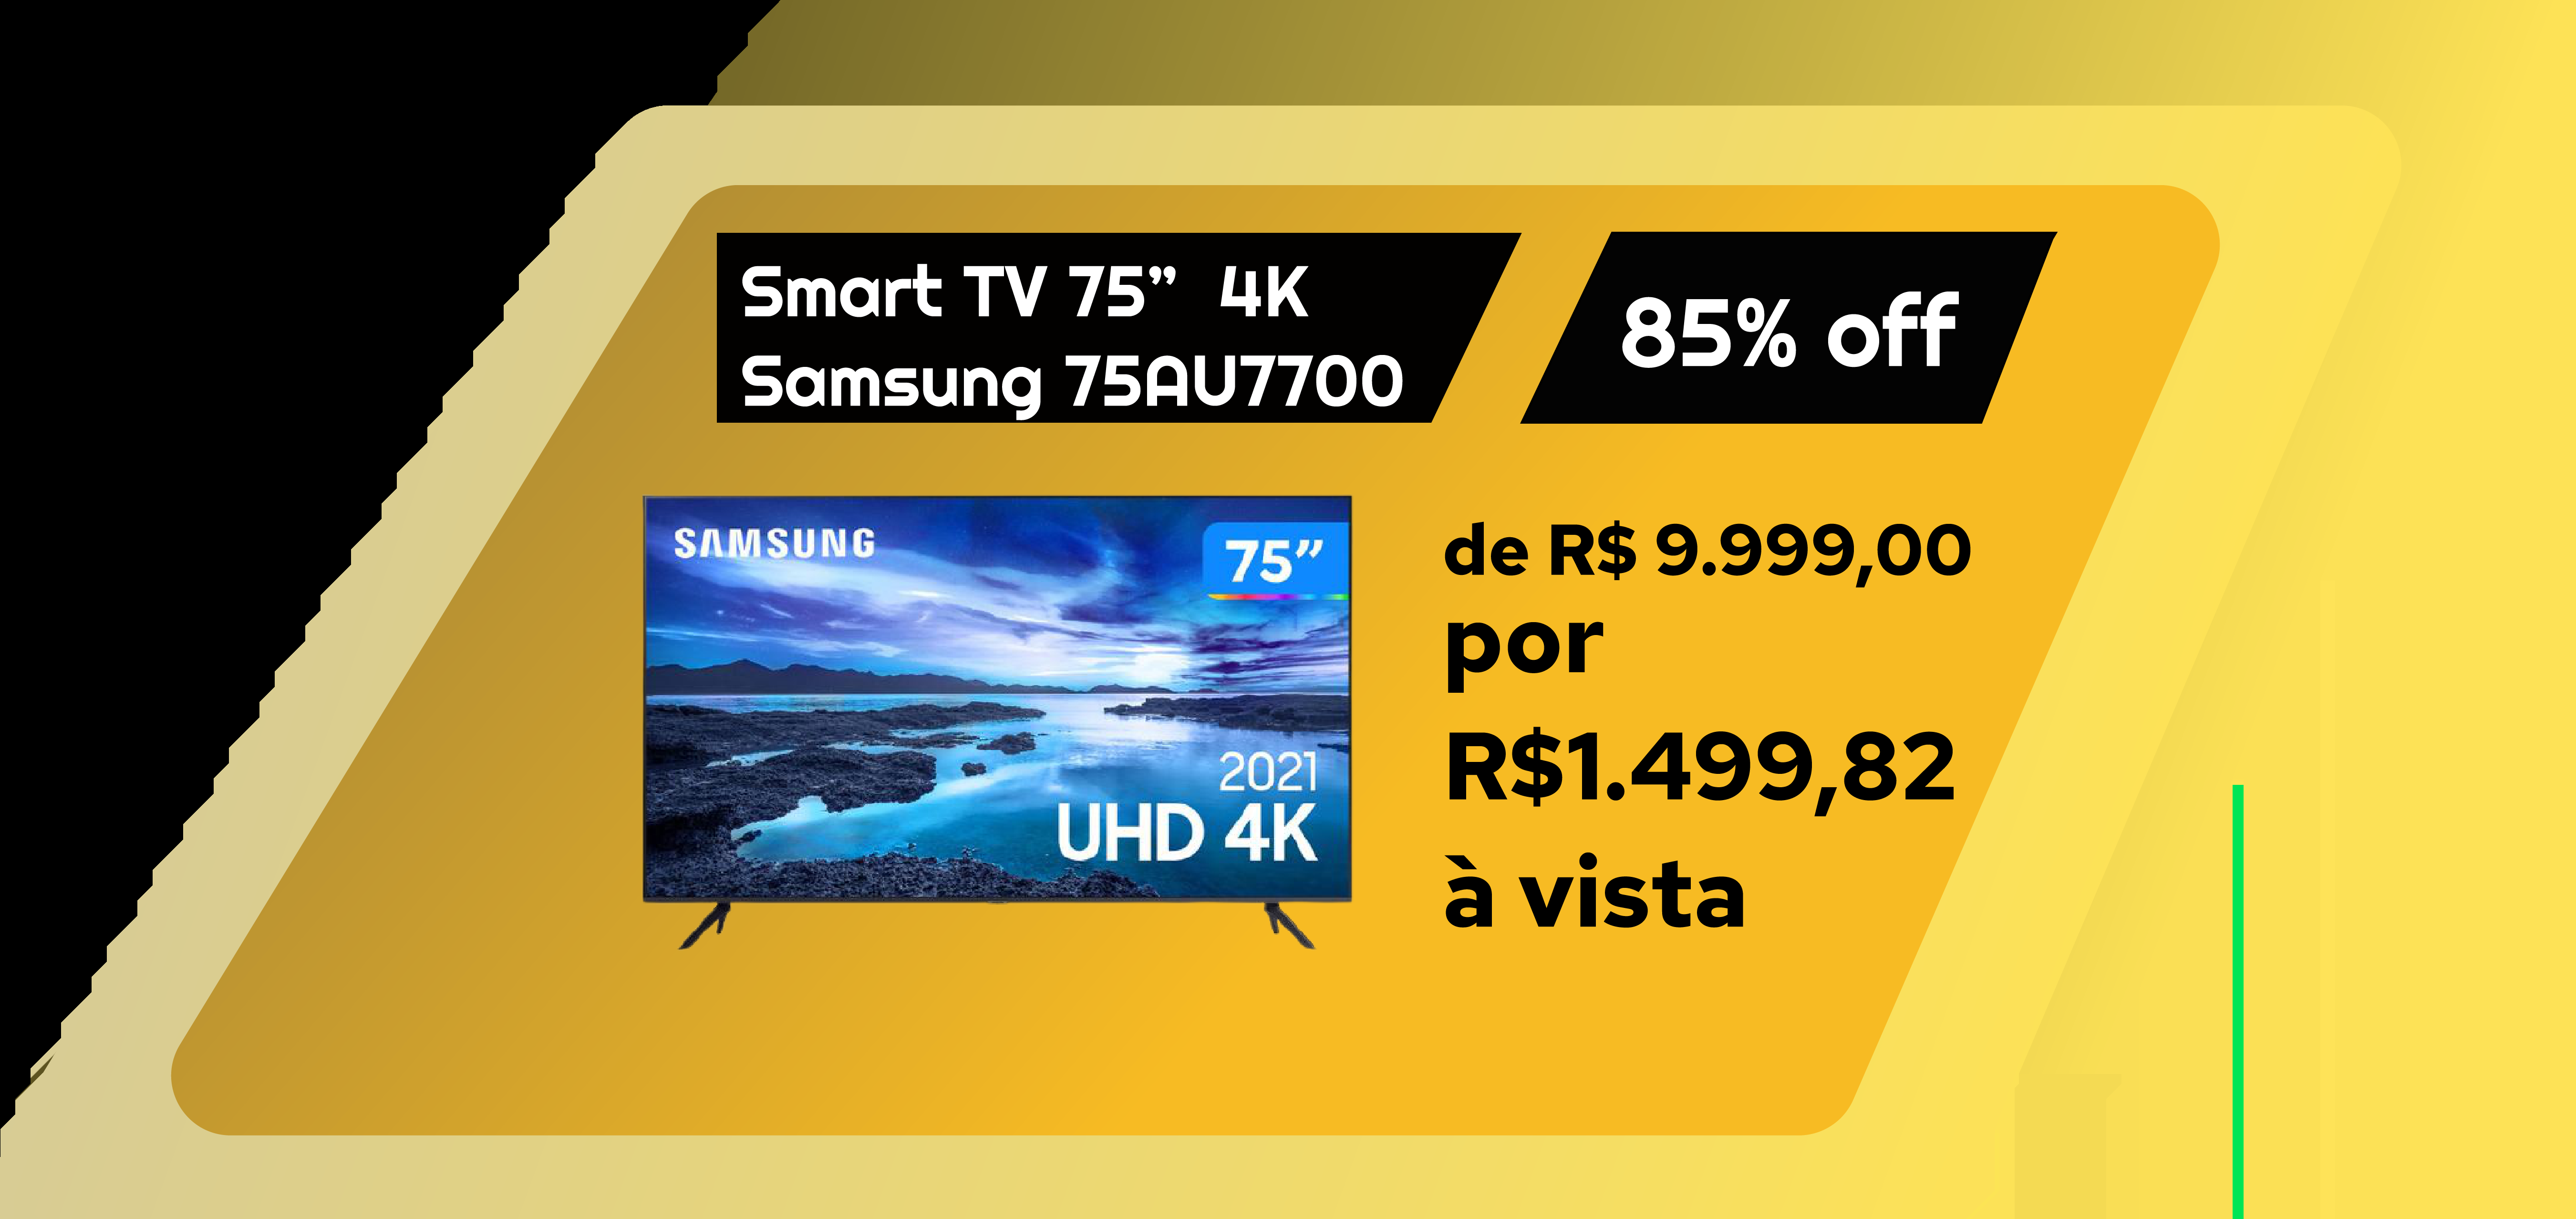 Smart TV 75” 4K
Samsung 75AU7700
85% off
SAMSUNG
75”
2021
UHD 4K
de R$ 9.999,00
por
R$1.499,82
à vista